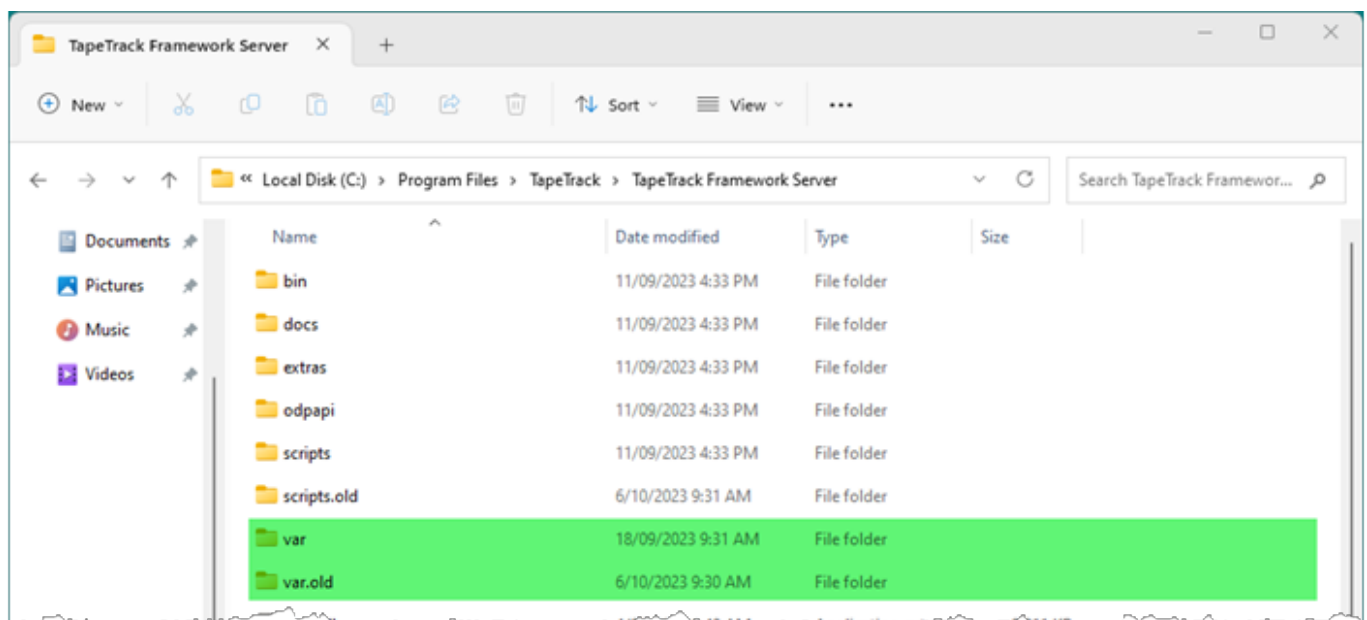 TapeTrack Framework Server
New Sort View
« Local Disk (C:) > Program Files > TapeTrack > TapeTrack Framework Server Search TapeTrack Framewor...
Documents
Pictures
Music
Videos
Name Date modified Type Size
bin 11/09/2023 4:33 PM File folder
docs 11/09/2023 4:33 PM File folder
extras 11/09/2023 4:33 PM File folder
odpapi 11/09/2023 4:33 PM File folder
scripts 11/09/2023 4:33 PM File folder
scripts.old 6/10/2023 9:31 AM File folder
var 18/09/2023 9:31 AM File folder
var.old 6/10/2023 9:30 AM File folder